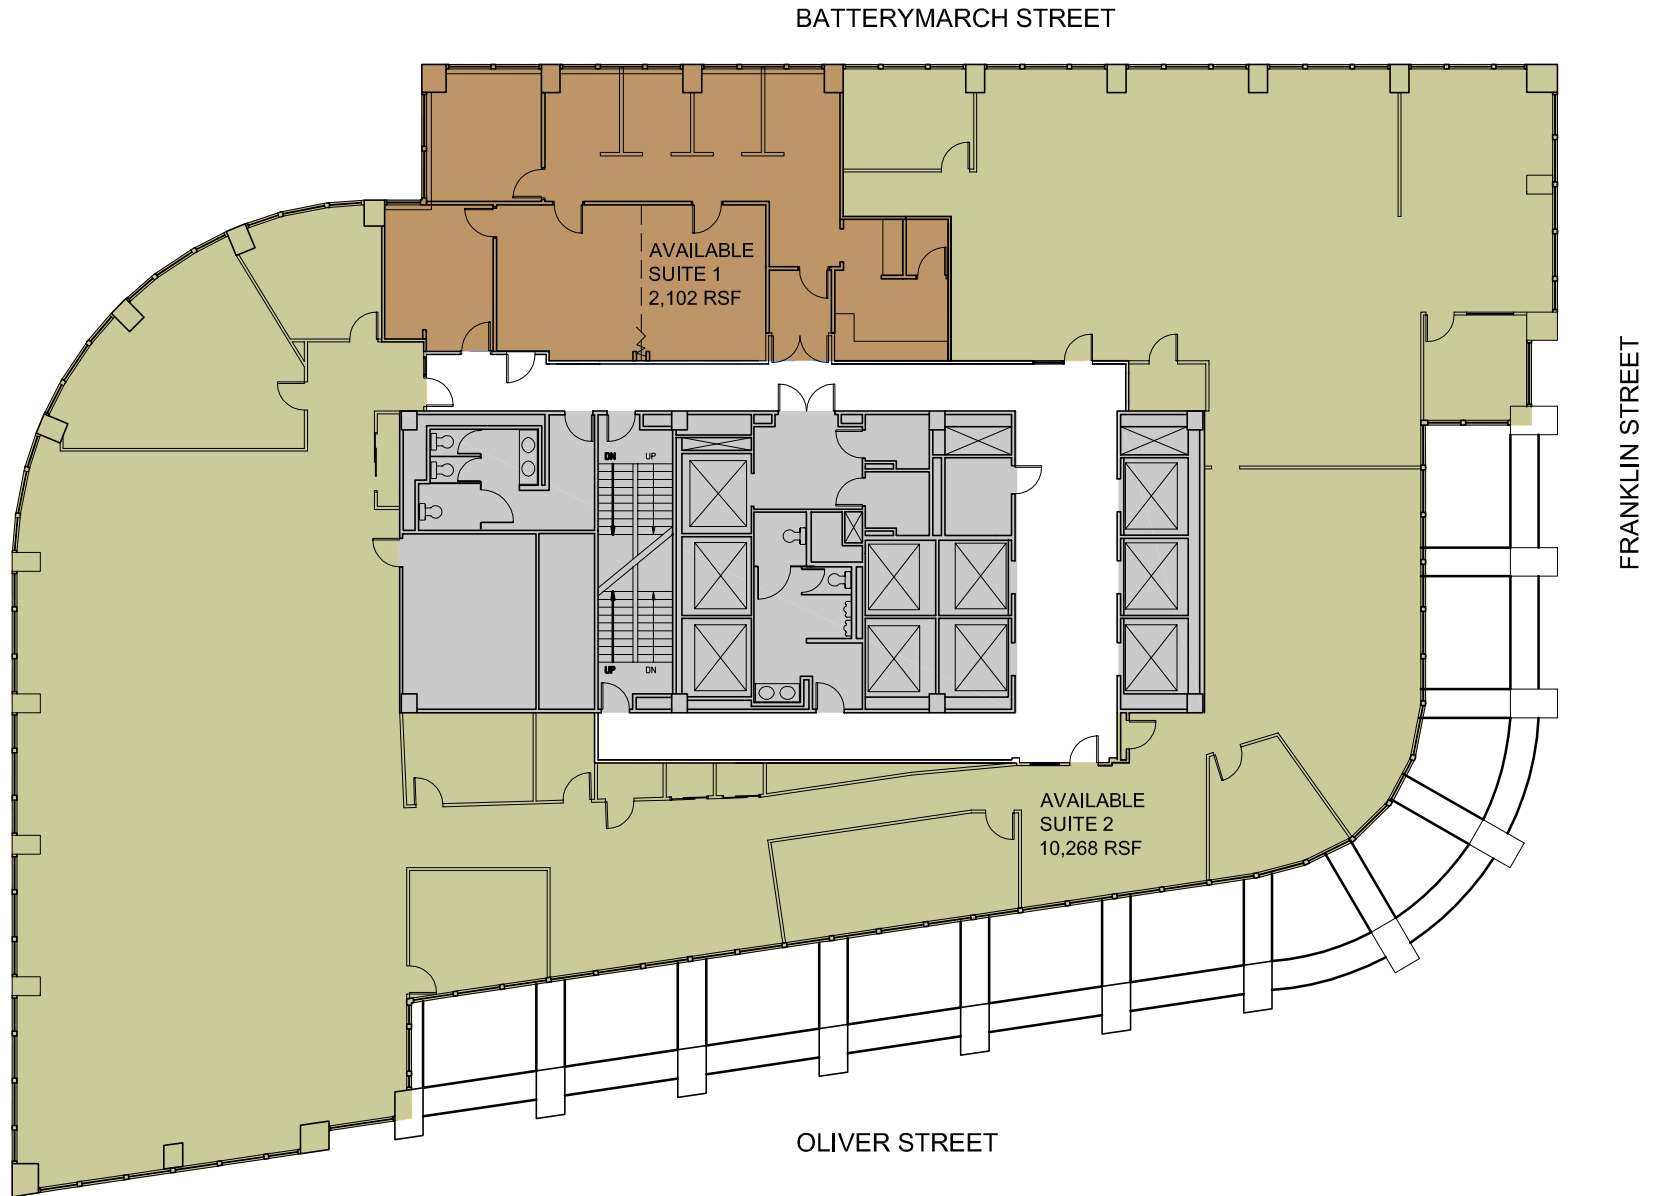 BATTERYMARCH STREET
AVAILABLE
SUITE 1
2,102 RSF
FRANKLIN STREET
DN UP
UP DN
AVAILABLE
SUITE 2
10,268 RSF
OLIVER STREET